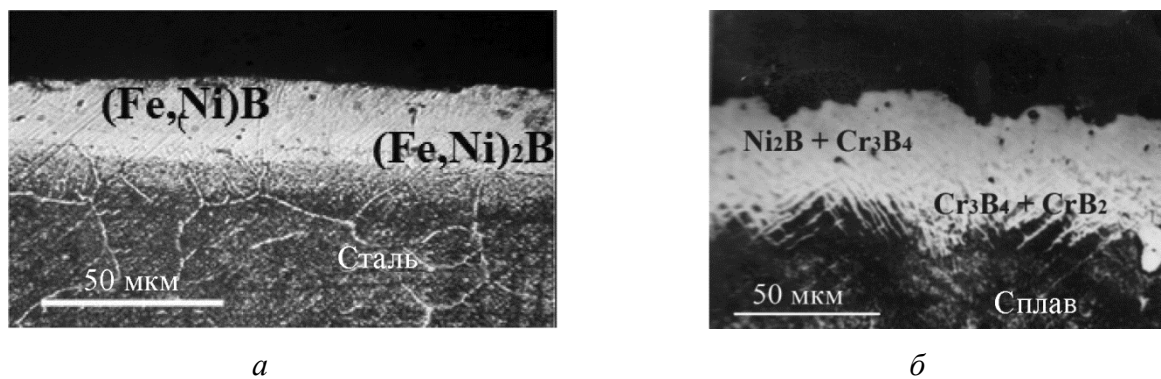 (Fe,Ni)B
(Fe,Ni)₂B
Сталь
50 мкм
а
Ni₂B + Cr₃B₄
Cr₃B₄ + CrB₂
50 мкм
Сплав
б